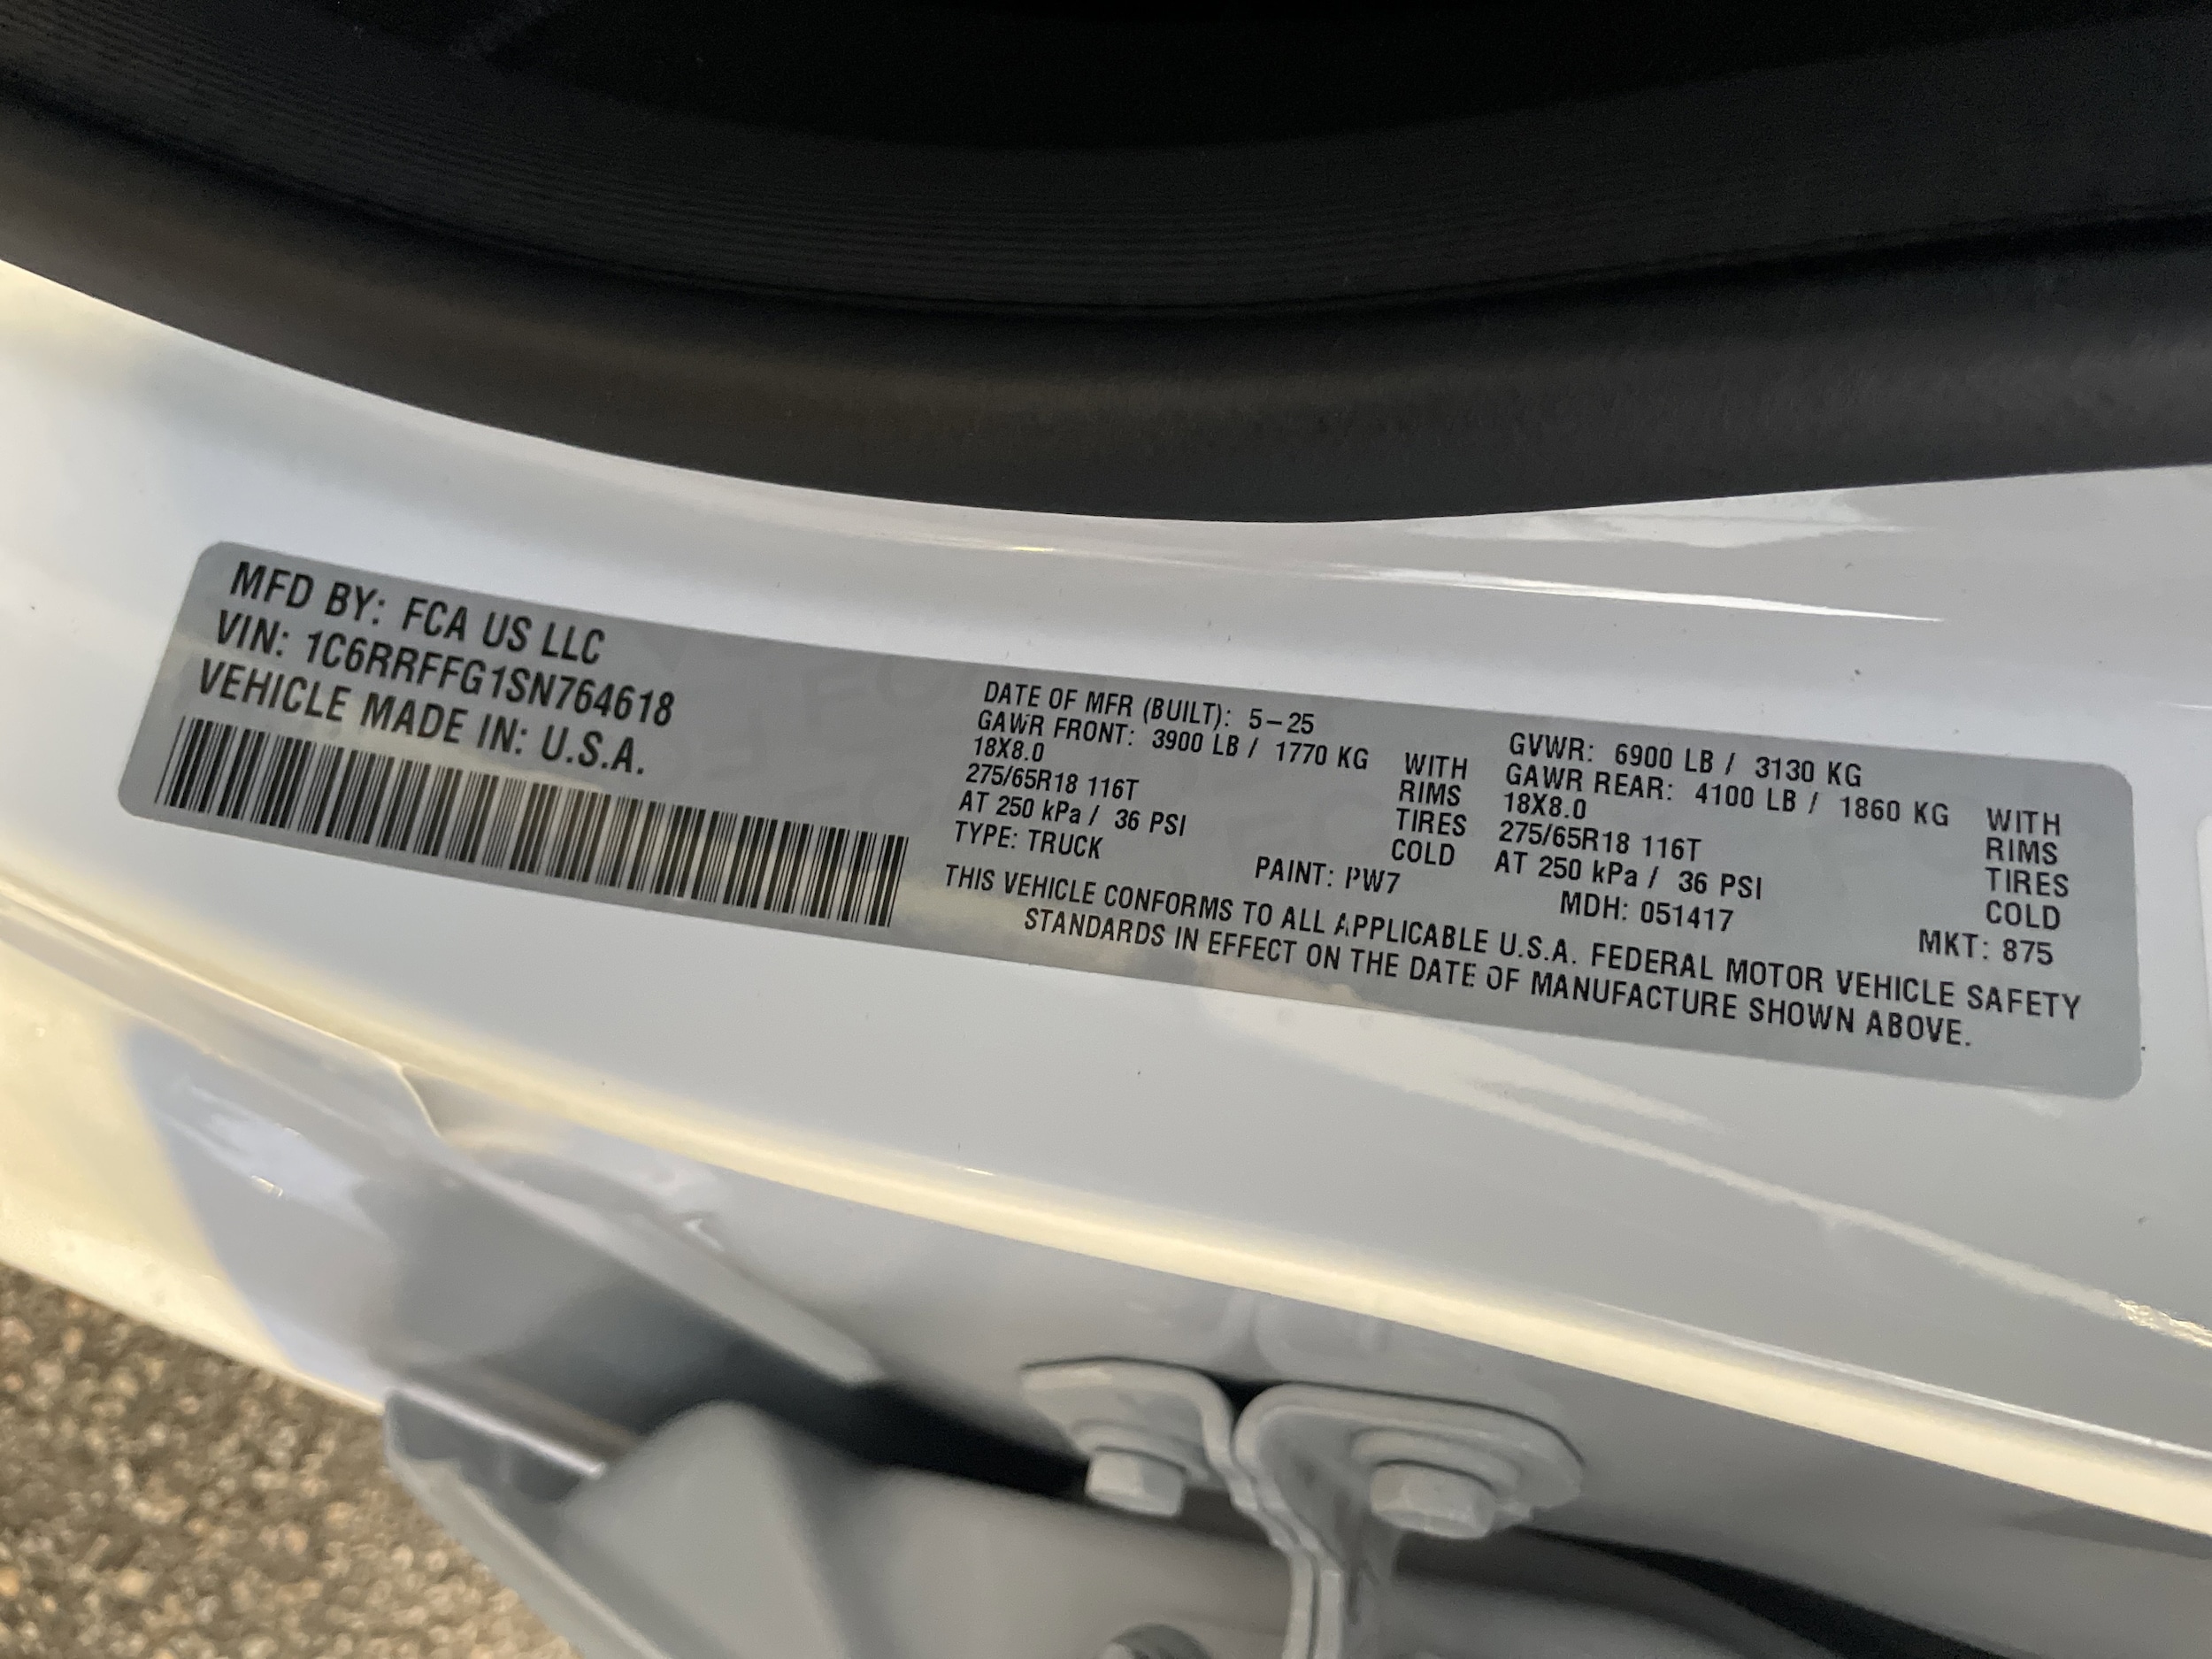 MFD BY: FCA US LLC
VIN: 1C6RRFFG1SN764618
VEHICLE MADE IN: U.S.A.
DATE OF MFR (BUILT): 5-25
GAWR FRONT: 3900 LB / 1770 KG WITH
18X8.0 RIMS
275/65R18 116T TIRES
AT 250 kPa / 36 PSI COLD
TYPE: TRUCK PAINT: PW7
GVWR: 6900 LB / 3130 KG
GAWR REAR: 4100 LB / 1860 KG WITH
18X8.0 RIMS
275/65R18 116T TIRES
AT 250 kPa / 36 PSI COLD
MDH: 051417 MKT: 875
THIS VEHICLE CONFORMS TO ALL APPLICABLE U.S.A. FEDERAL MOTOR VEHICLE SAFETY
STANDARDS IN EFFECT ON THE DATE OF MANUFACTURE SHOWN ABOVE.